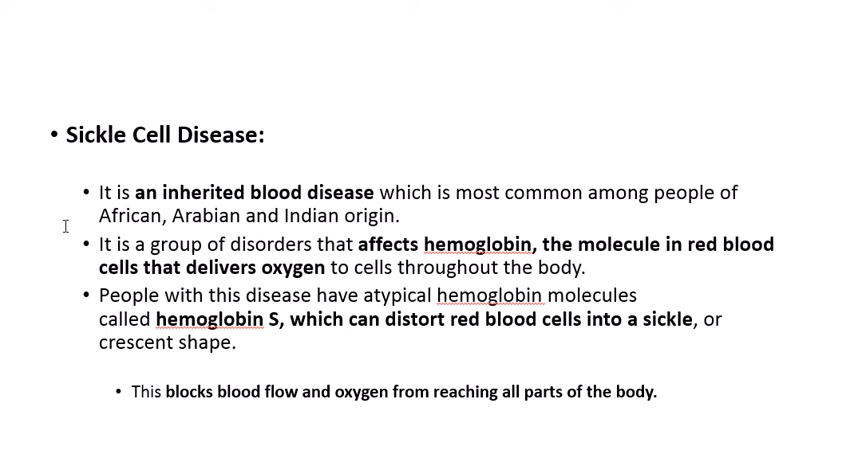 • Sickle Cell Disease:
• It is an inherited blood disease which is most common among people of
African, Arabian and Indian origin.
• It is a group of disorders that affects hemoglobin, the molecule in red blood
cells that delivers oxygen to cells throughout the body.
• People with this disease have atypical hemoglobin molecules
called hemoglobin S, which can distort red blood cells into a sickle, or
crescent shape.
• This blocks blood flow and oxygen from reaching all parts of the body.